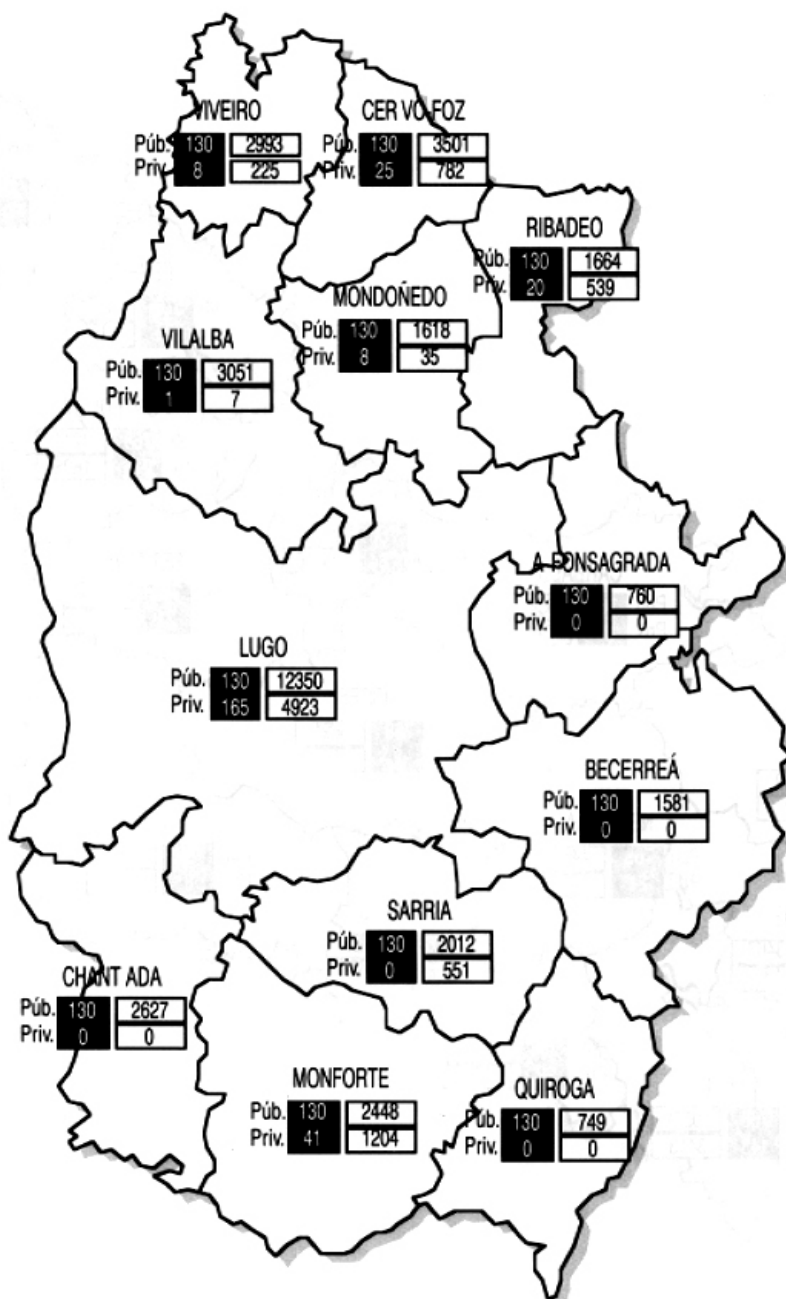 VIVEIRO
Púb. 130 2993
Priv. 8 225
CER VO-FOZ
Púb. 130 3501
Priv. 25 782
RIBADEO
Púb. 130 1664
Priv. 20 539
MONDOÑEDO
Púb. 130 1618
Priv. 8 35
VILALBA
Púb. 130 3051
Priv. 1 7
A FONSAGRADA
Púb. 130 760
Priv. 0 0
LUGO
Púb. 130 12350
Priv. 165 4923
BECERREÁ
Púb. 130 1581
Priv. 0 0
SARRIA
Púb. 130 2012
Priv. 0 551
CHANT ADA
Púb. 130 2627
Priv. 0 0
MONFORTE
Púb. 130 2448
Priv. 41 1204
QUIROGA
Púb. 130 749
Priv. 0 0